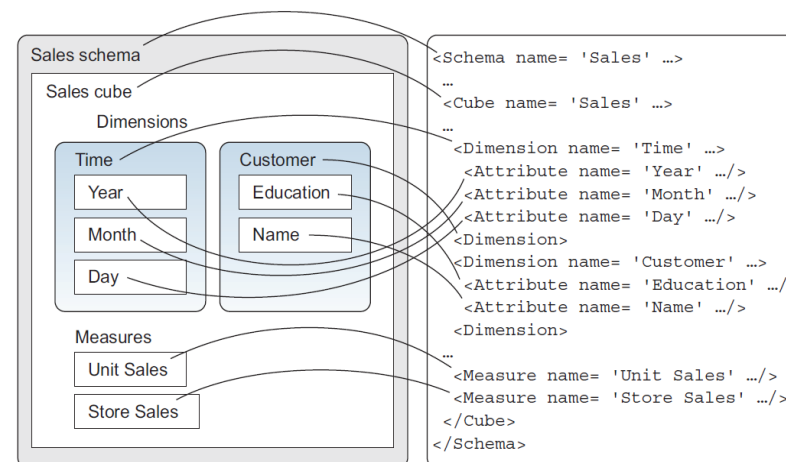 Sales schema
Sales cube
Dimensions
Time
Year
Month
Day
Customer
Education
Name
Measures
Unit Sales
Store Sales
<Schema name= 'Sales' …>
…
<Cube name= 'Sales' …>
…
<Dimension name= 'Time' …>
<Attribute name= 'Year' …/>
<Attribute name= 'Month' …/>
<Attribute name= 'Day' …/>
<Dimension>
<Dimension name= 'Customer' …>
<Attribute name= 'Education' …/
<Attribute name= 'Name' …/>
<Dimension>
…
<Measure name= 'Unit Sales' …/>
<Measure name= 'Store Sales' …/>
</Cube>
</Schema>